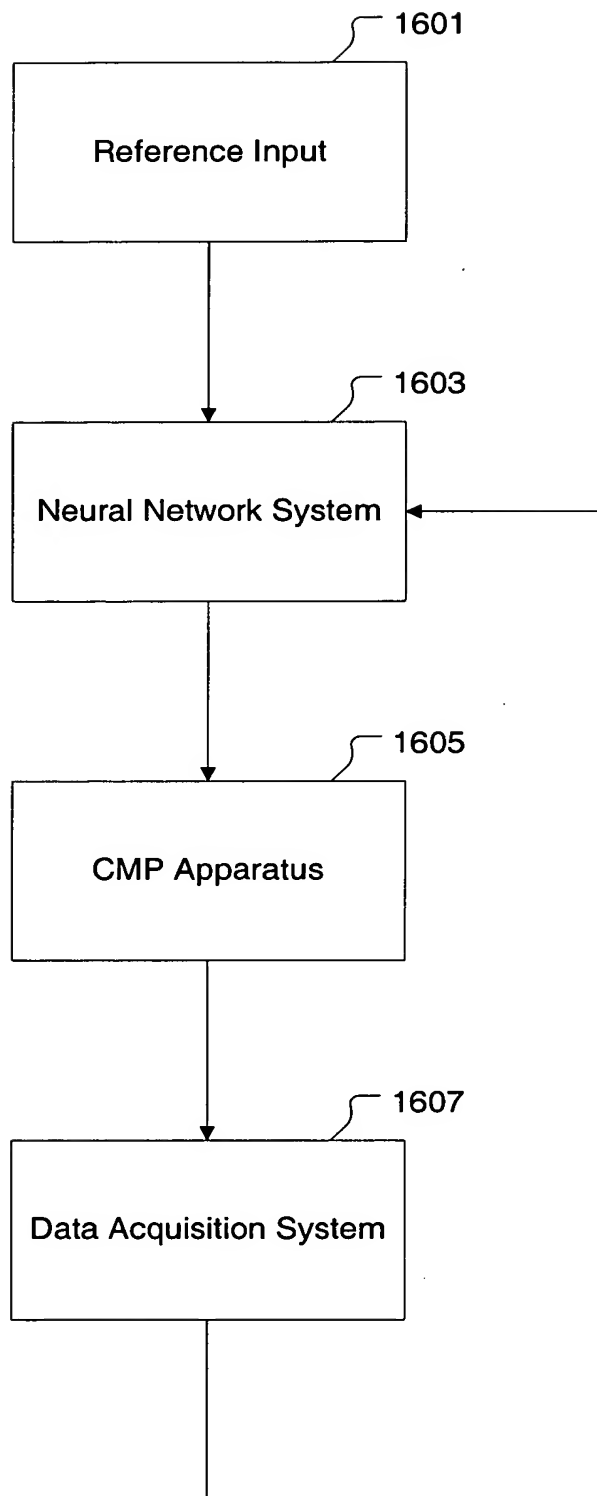 1601
Reference Input
1603
Neural Network System
1605
CMP Apparatus
1607
Data Acquisition System